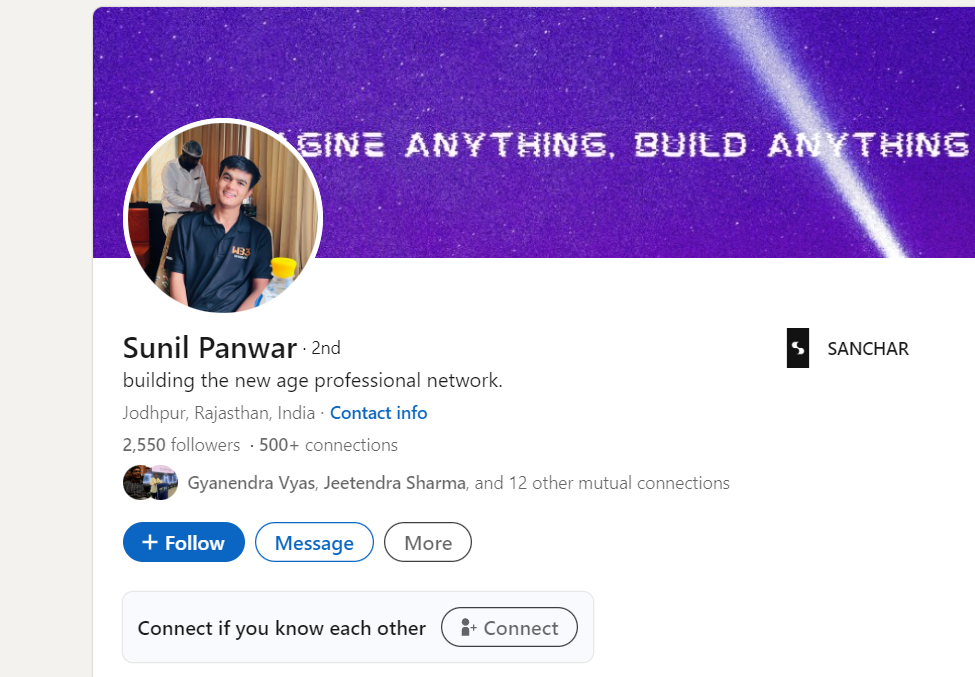 AGINE ANYTHING, BUILD ANYTHING
W33
Sunil Panwar · 2nd
SANCHAR
building the new age professional network.
Jodhpur, Rajasthan, India · Contact info
2,550 followers · 500+ connections
Gyanendra Vyas, Jeetendra Sharma, and 12 other mutual connections
+ Follow
Message
More
Connect if you know each other
Connect